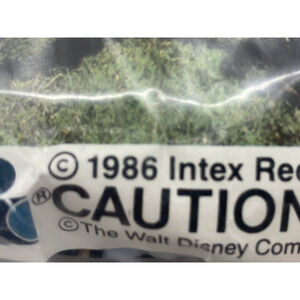 © 1986 Intex Rec
® CAUTION
©The Walt Disney Com